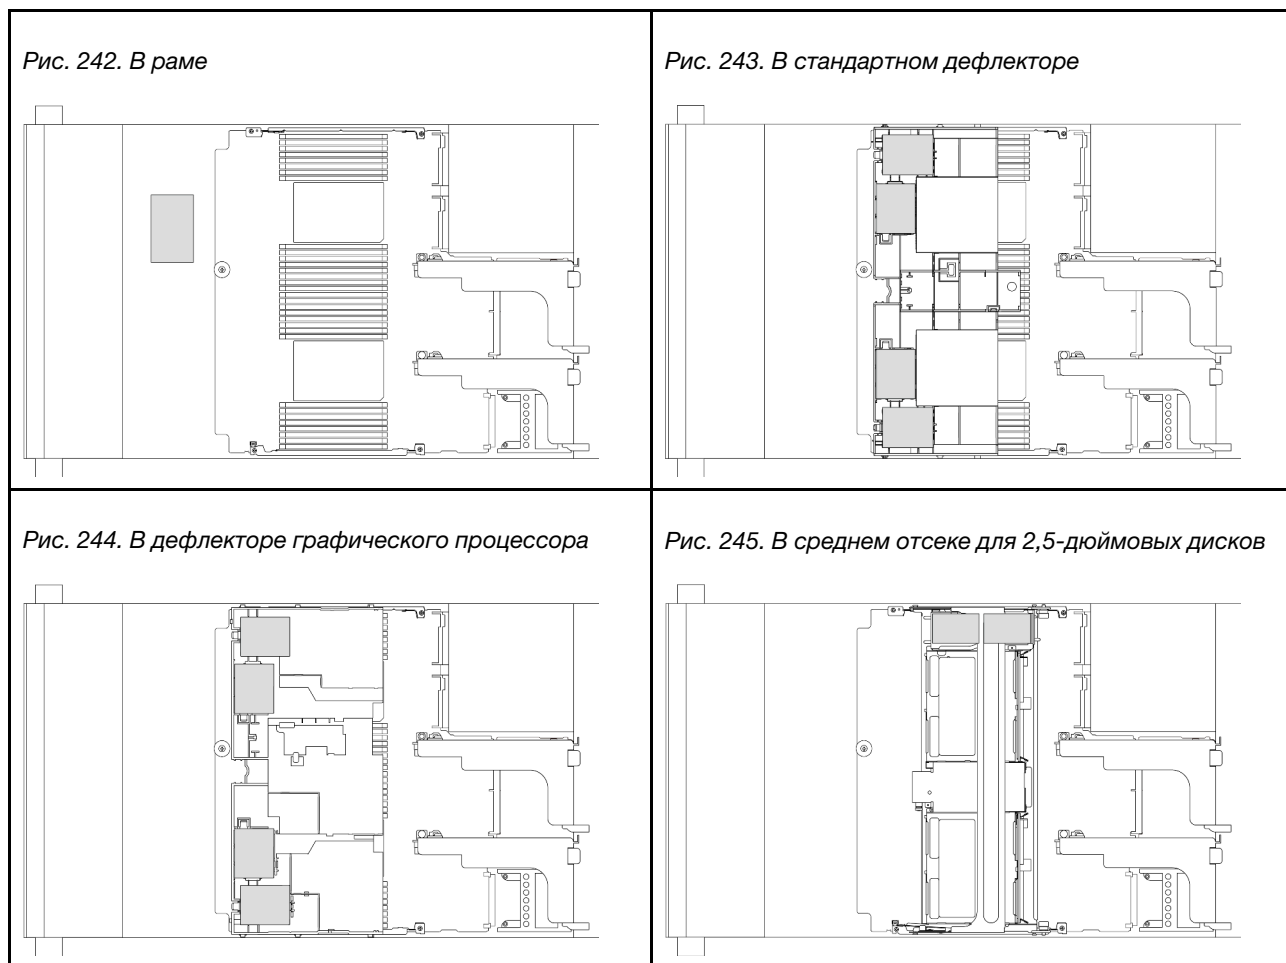 Рис. 242. В раме
Рис. 243. В стандартном дефлекторе
Рис. 244. В дефлекторе графического процессора
Рис. 245. В среднем отсеке для 2,5-дюймовых дисков